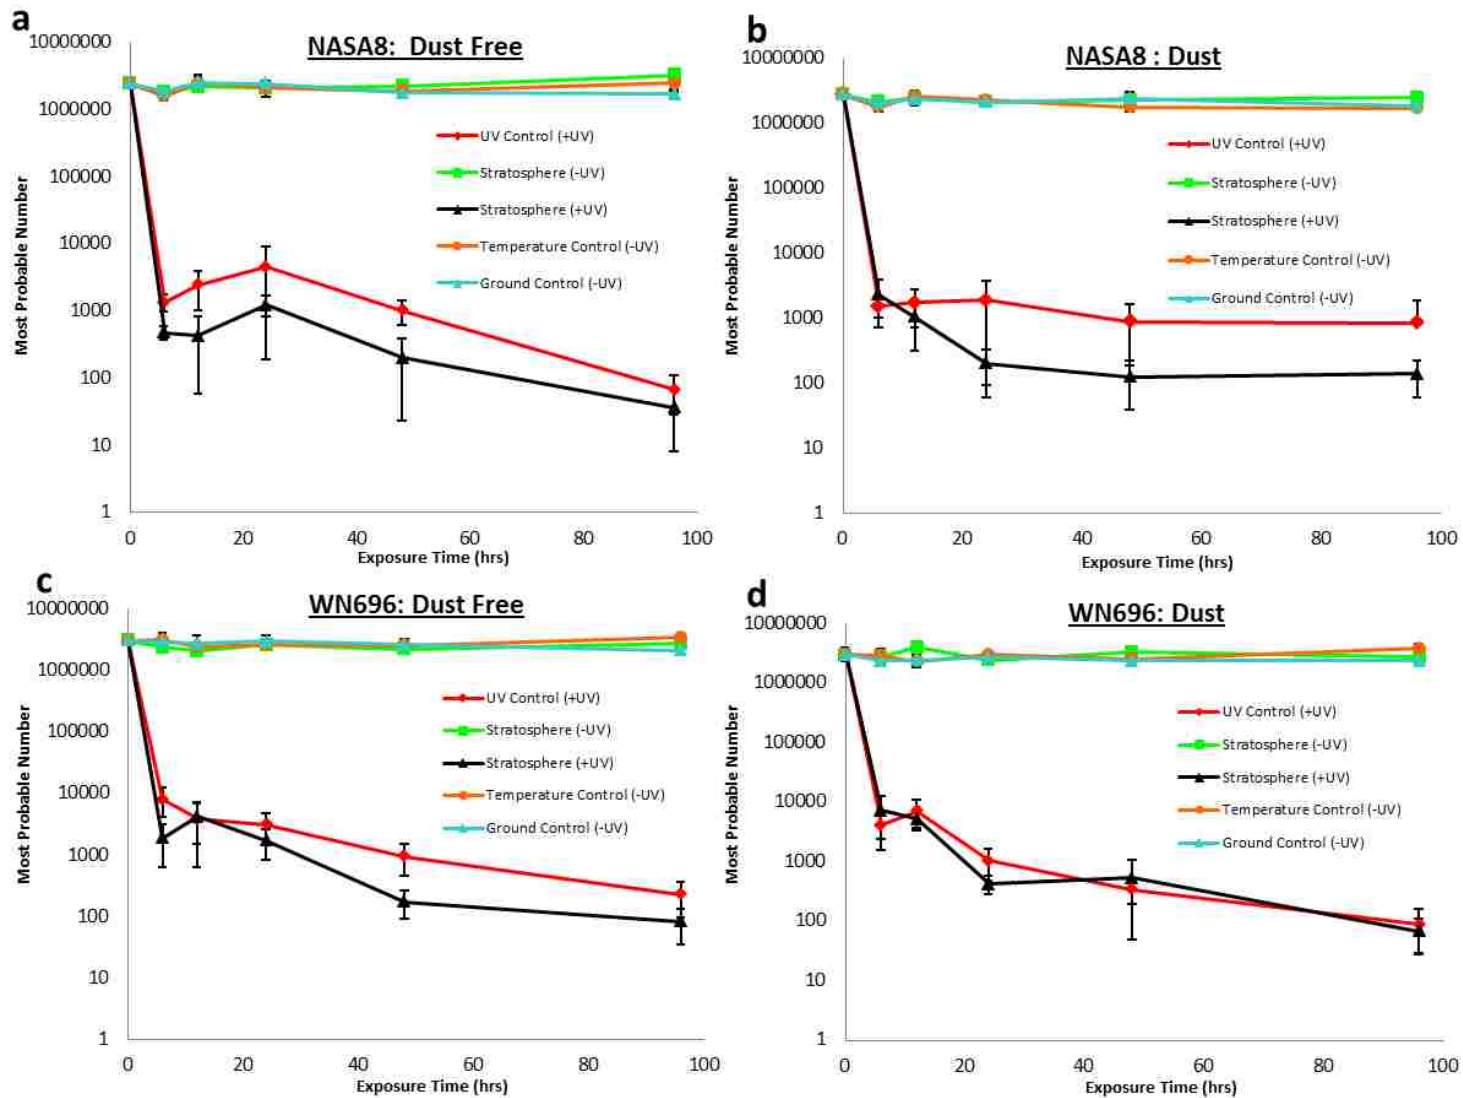 a
NASA8: Dust Free
10000000
1000000
100000
10000
1000
100
10
1
Most Probable Number
UV Control (+UV)
Stratosphere (-UV)
Stratosphere (+UV)
Temperature Control (-UV)
Ground Control (-UV)
0 20 40 60 80 100
Exposure Time (hrs)
b
NASA8 : Dust
10000000
1000000
100000
10000
1000
100
10
1
Most Probable Number
UV Control (+UV)
Stratosphere (-UV)
Stratosphere (+UV)
Temperature Control (-UV)
Ground Control (-UV)
0 20 40 60 80 100
Exposure Time (hrs)
c
WN696: Dust Free
10000000
1000000
100000
10000
1000
100
10
1
Most Probable Number
UV Control (+UV)
Stratosphere (-UV)
Stratosphere (+UV)
Temperature Control (-UV)
Ground Control (-UV)
0 20 40 60 80 100
Exposure Time (hrs)
d
WN696: Dust
10000000
1000000
100000
10000
1000
100
10
1
Most Probable Number
UV Control (+UV)
Stratosphere (-UV)
Stratosphere (+UV)
Temperature Control (-UV)
Ground Control (-UV)
0 20 40 60 80 100
Exposure Time (hrs)